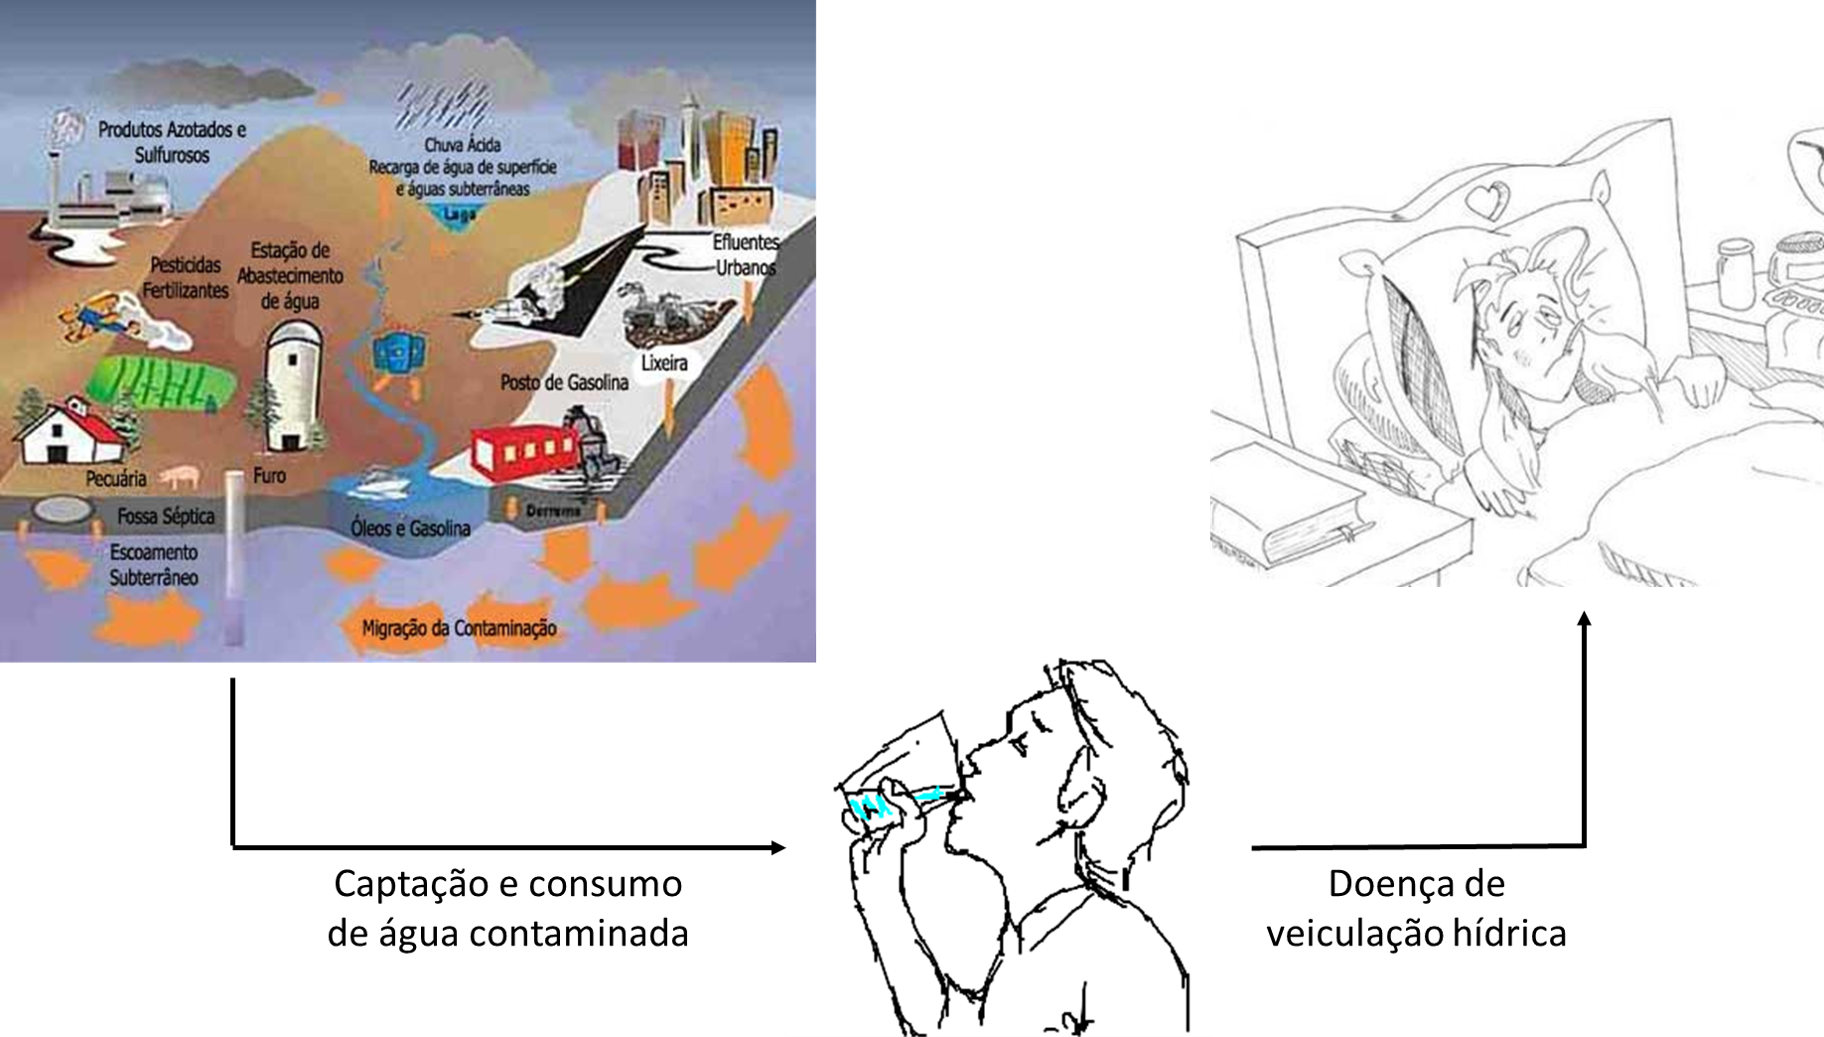 Produtos Azotados e
Sulfurosos
Chuva Ácida
Recarga de água de superfície
e águas subterrâneas
Lago
Efluentes
Urbanos
Estação de
Abastecimento
de água
Pesticidas
Fertilizantes
Lixeira
Posto de Gasolina
Pecuária
Furo
Fossa Séptica
Derrame
Óleos e Gasolina
Escoamento
Subterrâneo
Migração da Contaminação
Captação e consumo
de água contaminada
Doença de
veiculação hídrica